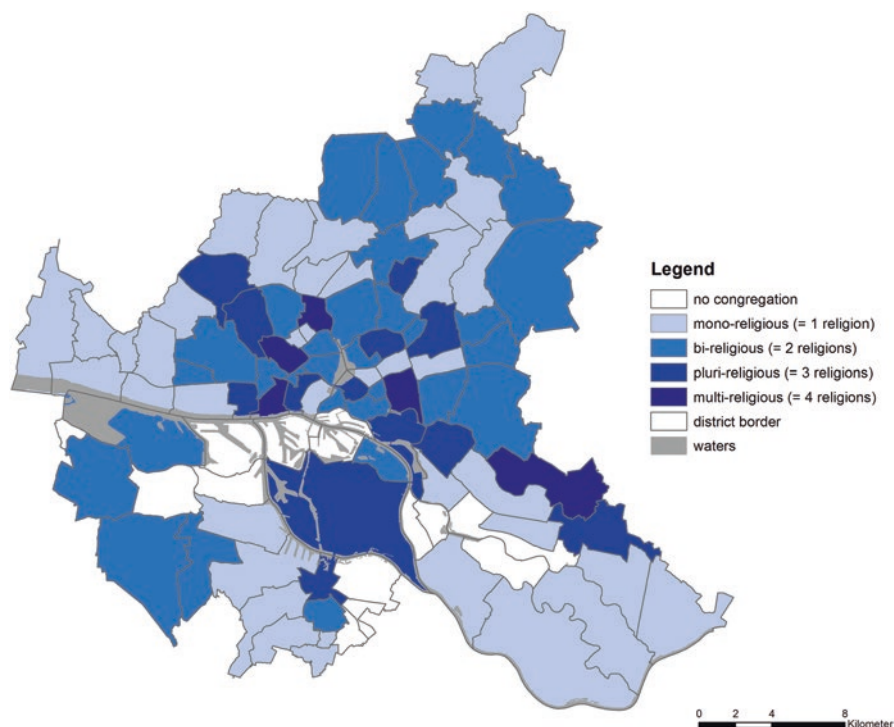 Legend
no congregation
mono-religious (= 1 religion)
bi-religious (= 2 religions)
pluri-religious (= 3 religions)
multi-religious (= 4 religions)
district border
waters
0 2 4 8
Kilometer